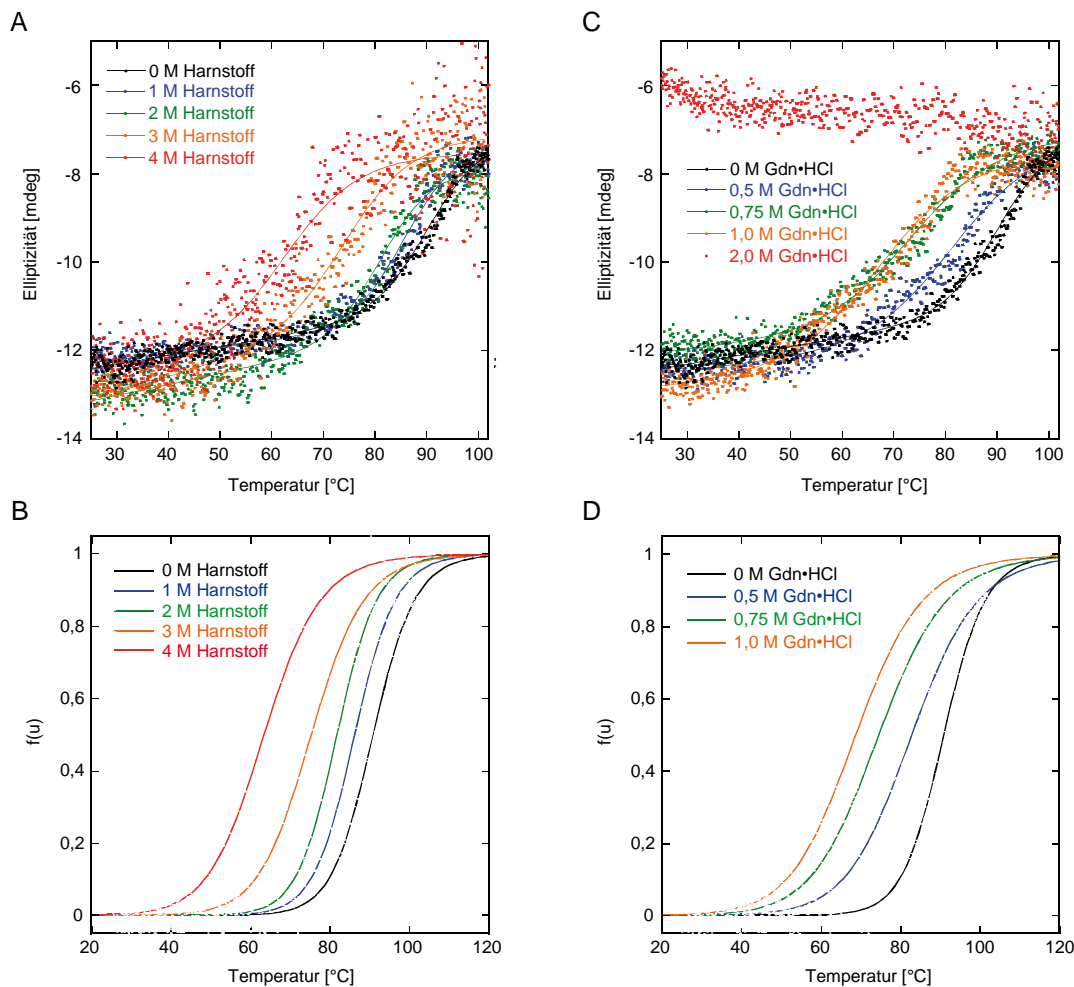 A
-6
-8
-10
-12
-14
Elliptizität [mdeg]
0 M Harnstoff
1 M Harnstoff
2 M Harnstoff
3 M Harnstoff
4 M Harnstoff
30 40 50 60 70 80 90 100
Temperatur [°C]
C
-6
-8
-10
-12
-14
Elliptizität [mdeg]
0 M Gdn•HCl
0,5 M Gdn•HCl
0,75 M Gdn•HCl
1,0 M Gdn•HCl
2,0 M Gdn•HCl
30 40 50 60 70 80 90 100
Temperatur [°C]
B
1
0,8
0,6
0,4
0,2
0
f(u)
0 M Harnstoff
1 M Harnstoff
2 M Harnstoff
3 M Harnstoff
4 M Harnstoff
20 40 60 80 100 120
Temperatur [°C]
D
1
0,8
0,6
0,4
0,2
0
f(u)
0 M Gdn•HCl
0,5 M Gdn•HCl
0,75 M Gdn•HCl
1,0 M Gdn•HCl
20 40 60 80 100 120
Temperatur [°C]